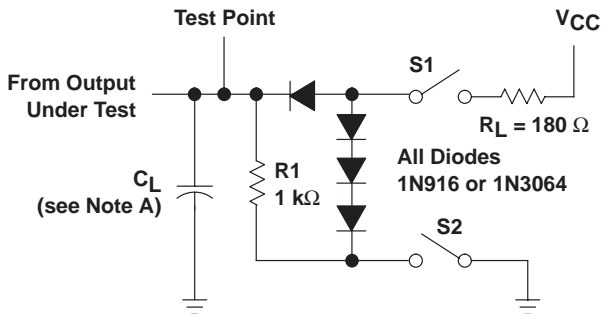 Test Point
VCC
From Output
Under Test
S1
RL = 180 Ω
CL
(see Note A)
R1
1 kΩ
All Diodes
1N916 or 1N3064
S2